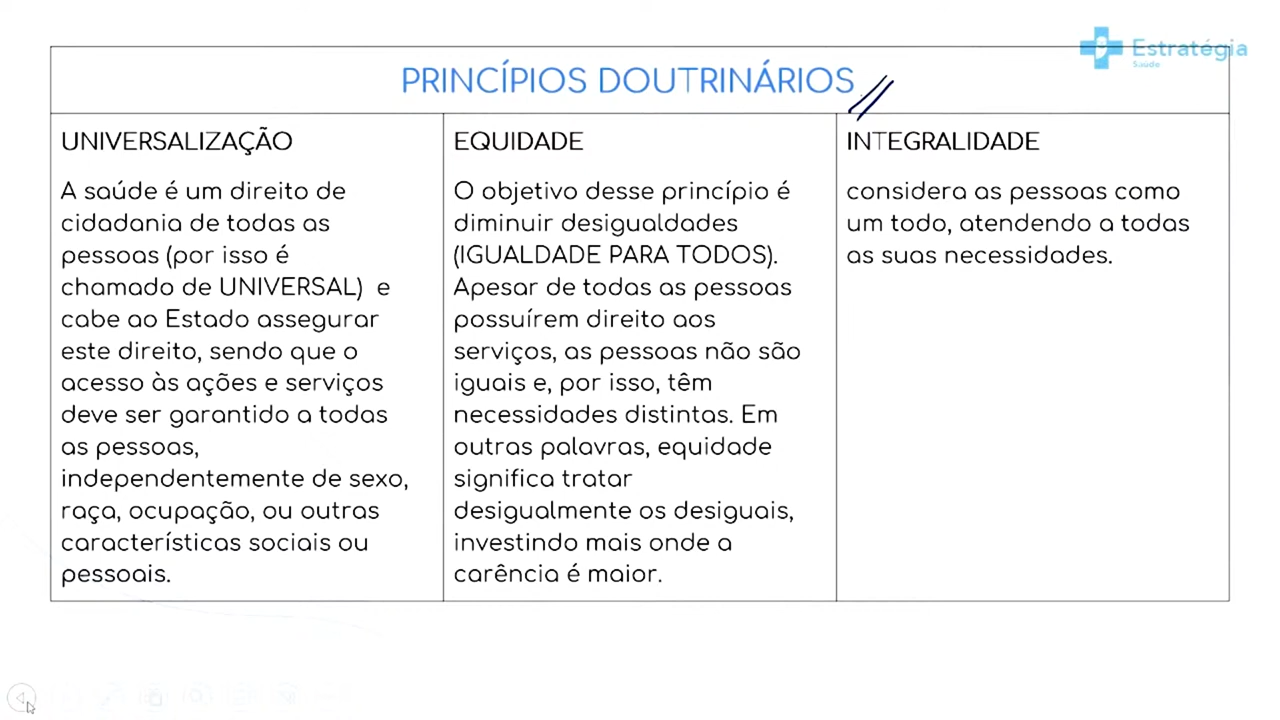 Estratégia
Saúde
PRINCÍPIOS DOUTRINÁRIOS
UNIVERSALIZAÇÃO
A saúde é um direito de
cidadania de todas as
pessoas (por isso é
chamado de UNIVERSAL) e
cabe ao Estado assegurar
este direito, sendo que o
acesso às ações e serviços
deve ser garantido a todas
as pessoas,
independentemente de sexo,
raça, ocupação, ou outras
características sociais ou
pessoais.
EQUIDADE
O objetivo desse princípio é
diminuir desigualdades
(IGUALDADE PARA TODOS).
Apesar de todas as pessoas
possuírem direito aos
serviços, as pessoas não são
iguais e, por isso, têm
necessidades distintas. Em
outras palavras, equidade
significa tratar
desigualmente os desiguais,
investindo mais onde a
carência é maior.
INTEGRALIDADE
considera as pessoas como
um todo, atendendo a todas
as suas necessidades.